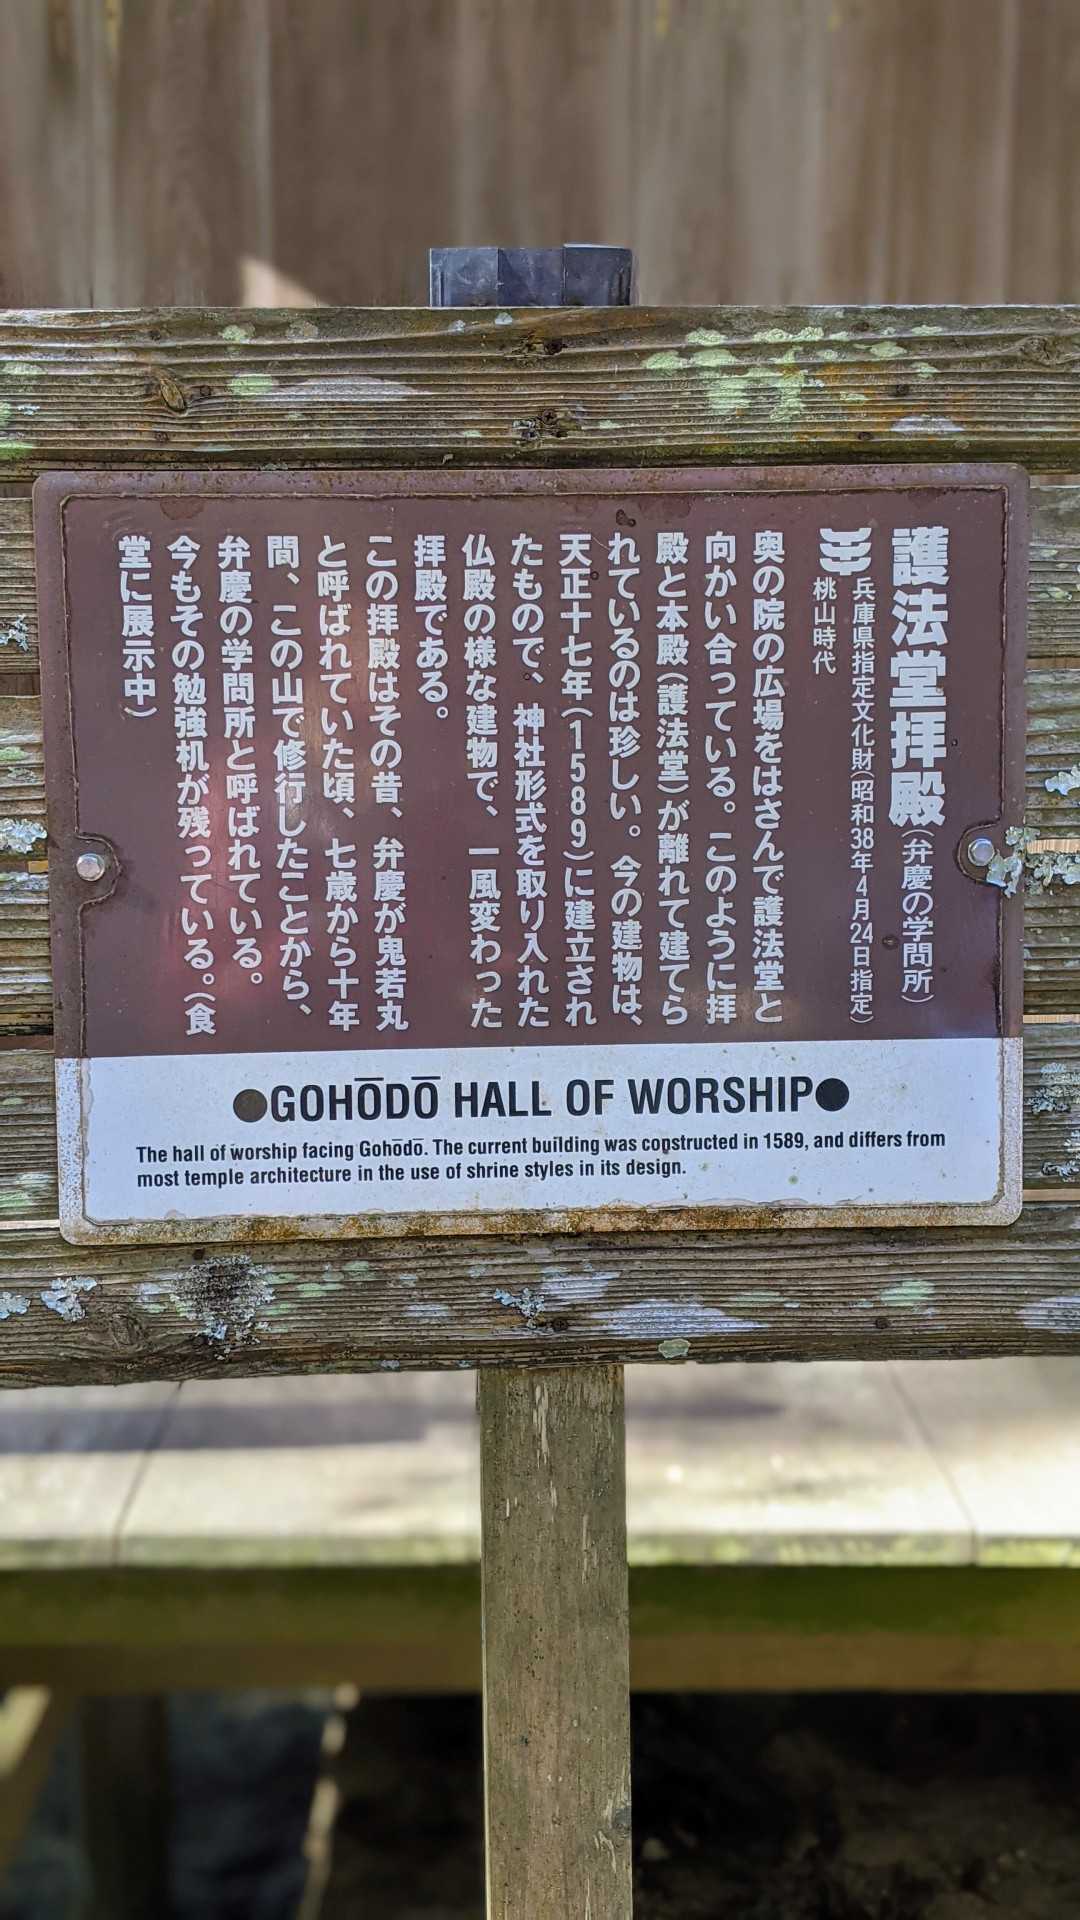 護法堂拝殿(弁慶の学問所)
兵庫県指定文化財(昭和38年4月24日指定)
桃山時代
奥の院の広場をはさんで護法堂と
向かい合っている。このように拝
殿と本殿(護法堂)が離れて建てら
れているのは珍しい。今の建物は、
天正十七年(1589)に建立され
たもので、神社形式を取り入れた
仏殿の様な建物で、一風変わった
拝殿である。
この拝殿はその昔、弁慶が鬼若丸
と呼ばれていた頃、七歳から十年
間、この山で修行したことから、
弁慶の学問所と呼ばれている。
今もその勉強机が残っている。(食
堂に展示中)
●GOHŌDŌ HALL OF WORSHIP●
The hall of worship facing Gohōdō. The current building was constructed in 1589, and differs from
most temple architecture in the use of shrine styles in its design.